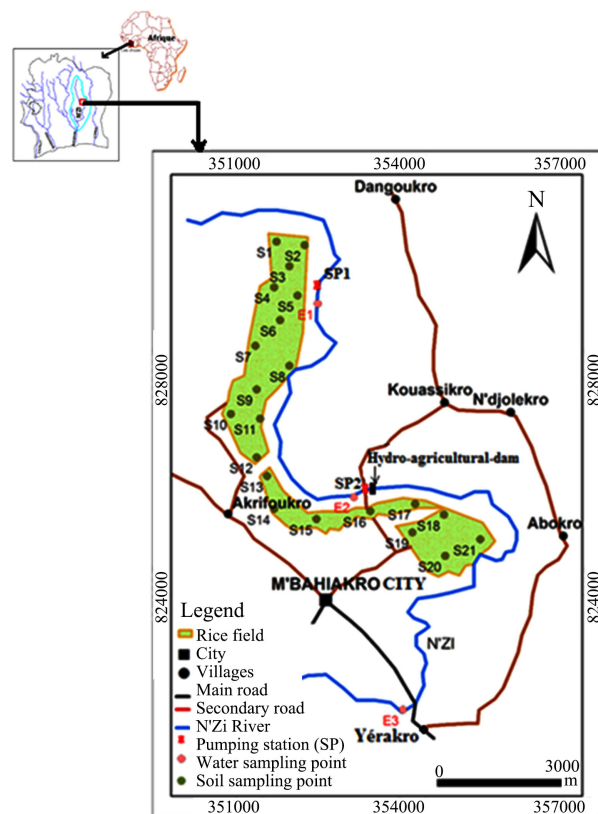 Afrique
N'Zi
351000 354000 357000
Dangoukro
N
S1
S2
SP1
S3
S4
S5
E1
S6
S7
S8
828000
828000
Kouassikro
N'djolekro
S9
S10
S11
Hydro-agricultural-dam
S12
SP2
S13
E2
Akrifoukro
S14
S15
S16
S17
S18
S19
S20
S21
Abokro
M'BAHIAKRO CITY
824000
824000
Legend
Rice field
City
Villages
Main road
Secondary road
N'Zi River
Pumping station (SP)
Water sampling point
Soil sampling point
N'ZI
E3
Yérakro
0 3000
m
351000 354000 357000